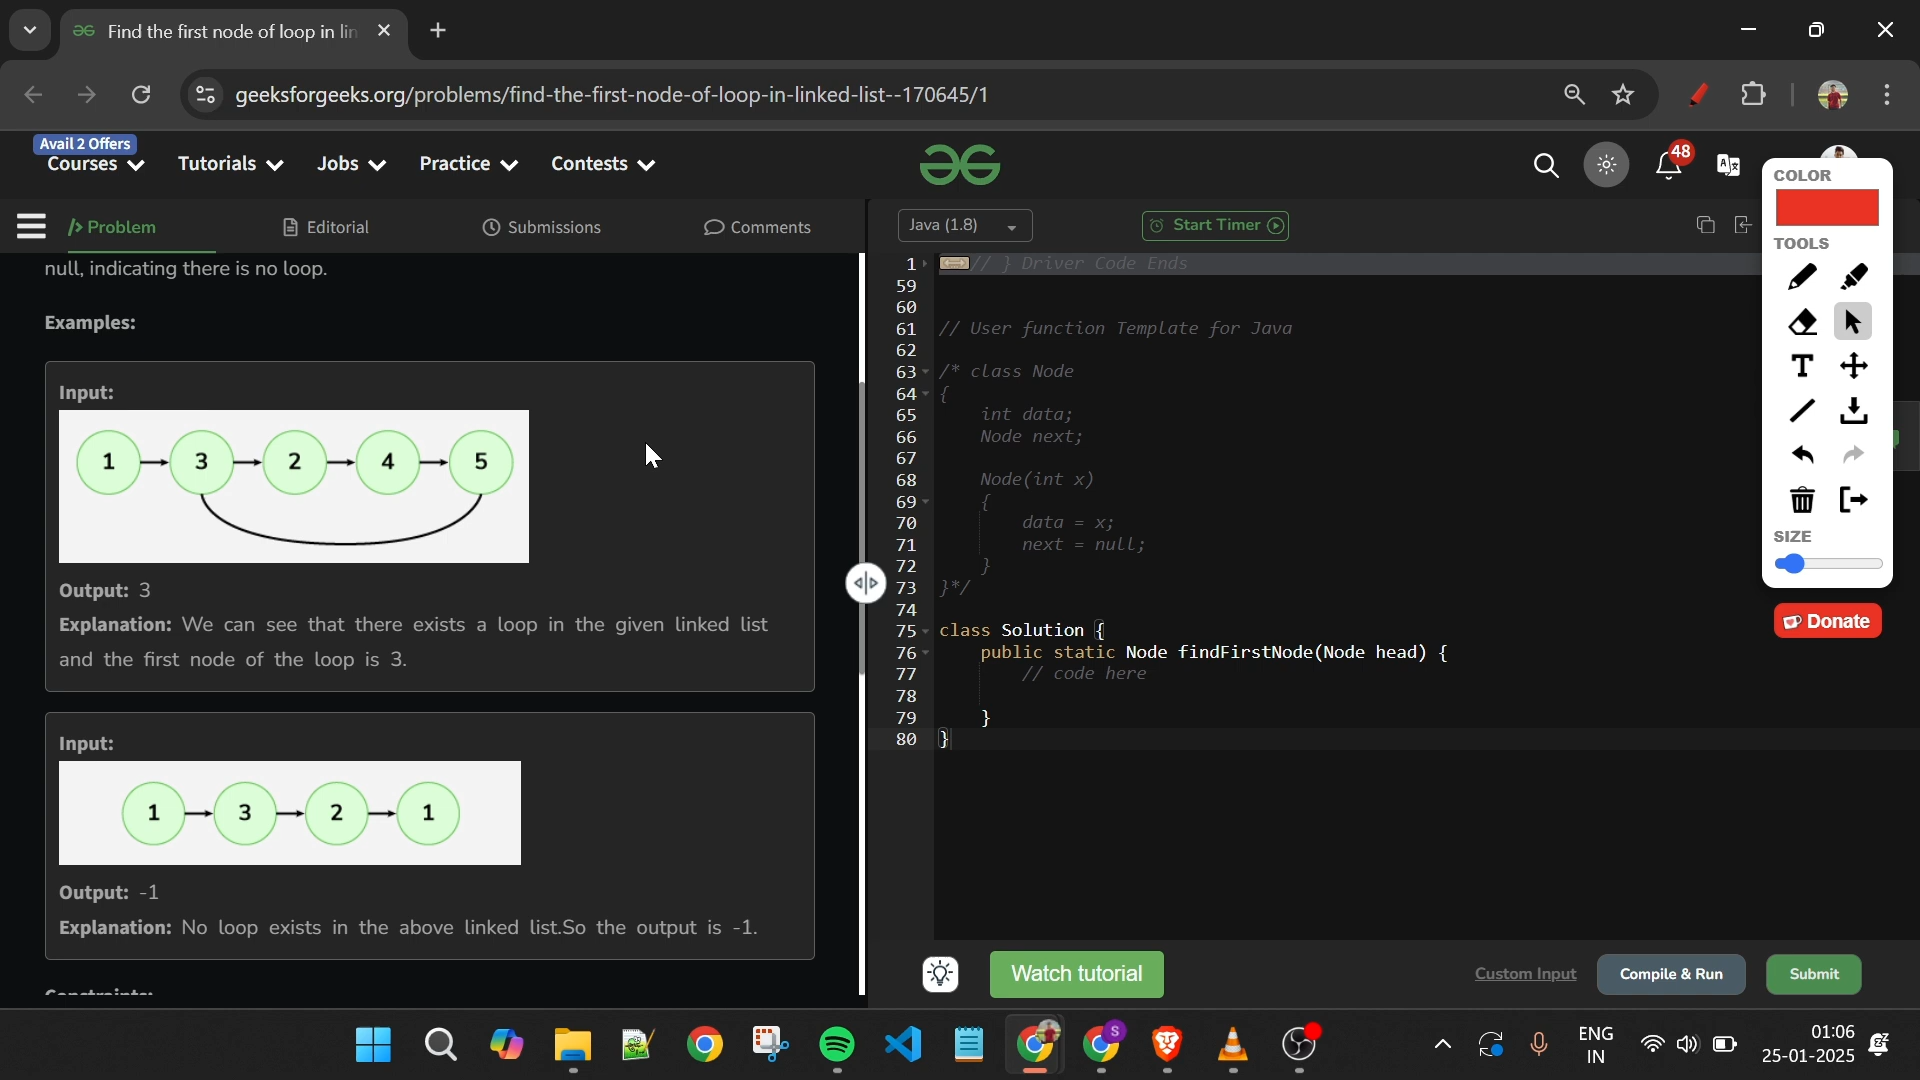 Find the first node of loop in lin
geeksforgeeks.org/problems/find-the-first-node-of-loop-in-linked-list--170645/1
Avail 2 Offers
Courses Tutorials Jobs Practice Contests
48
COLOR
TOOLS
T
SIZE
Donate
Problem Editorial Submissions Comments
Java (1.8) Start Timer
null, indicating there is no loop.
Examples:
Input:
1 3 2 4 5
Output: 3
Explanation: We can see that there exists a loop in the given linked list
and the first node of the loop is 3.
Input:
1 3 2 1
Output: -1
Explanation: No loop exists in the above linked list.So the output is -1.
1 // } Driver Code Ends
59
60
61 // User function Template for Java
62
63 /* class Node
64 {
65 int data;
66 Node next;
67
68 Node(int x)
69 {
70 data = x;
71 next = null;
72 }
73 }*/
74
75 class Solution {
76 public static Node findFirstNode(Node head) {
77 // code here
78
79 }
80 }
Watch tutorial Custom Input Compile & Run Submit
S
ENG
IN
01:06
25-01-2025